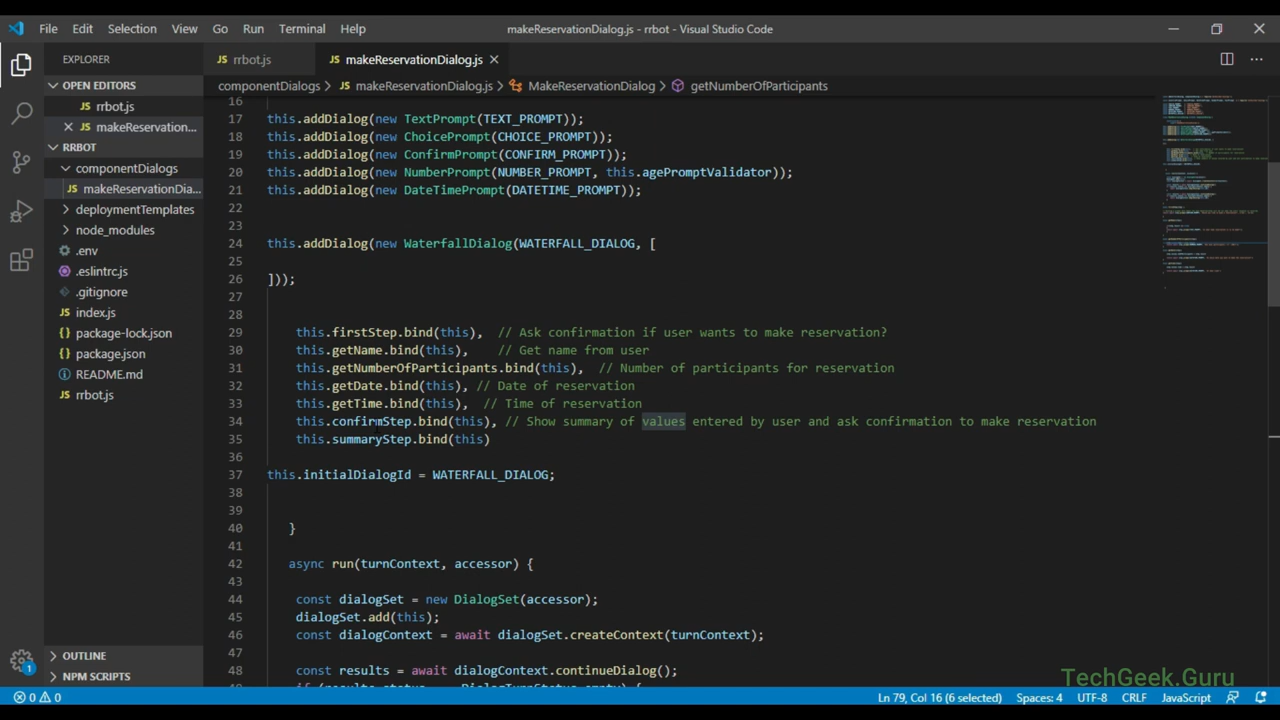 File Edit Selection View Go Run Terminal Help makeReservationDialog.js - rrbot - Visual Studio Code
EXPLORER
OPEN EDITORS
rrbot.js
makeReservation...
RRBOT
componentDialogs
makeReservationDia...
deploymentTemplates
node_modules
.env
.eslintrc.js
.gitignore
index.js
package-lock.json
package.json
README.md
rrbot.js
OUTLINE
NPM SCRIPTS
rrbot.js makeReservationDialog.js
componentDialogs > makeReservationDialog.js > MakeReservationDialog > getNumberOfParticipants
16
17 this.addDialog(new TextPrompt(TEXT_PROMPT));
18 this.addDialog(new ChoicePrompt(CHOICE_PROMPT));
19 this.addDialog(new ConfirmPrompt(CONFIRM_PROMPT));
20 this.addDialog(new NumberPrompt(NUMBER_PROMPT, this.agePromptValidator));
21 this.addDialog(new DateTimePrompt(DATETIME_PROMPT));
22
23
24 this.addDialog(new WaterfallDialog(WATERFALL_DIALOG, [
25
26 ]));
27
28
29 this.firstStep.bind(this), // Ask confirmation if user wants to make reservation?
30 this.getName.bind(this), // Get name from user
31 this.getNumberOfParticipants.bind(this), // Number of participants for reservation
32 this.getDate.bind(this), // Date of reservation
33 this.getTime.bind(this), // Time of reservation
34 this.confirmStep.bind(this), // Show summary of values entered by user and ask confirmation to make reservation
35 this.summaryStep.bind(this)
36
37 this.initialDialogId = WATERFALL_DIALOG;
38
39
40 }
41
42 async run(turnContext, accessor) {
43
44 const dialogSet = new DialogSet(accessor);
45 dialogSet.add(this);
46 const dialogContext = await dialogSet.createContext(turnContext);
47
48 const results = await dialogContext.continueDialog();
TechGeek.Guru
1
0 0 Ln 79, Col 16 (6 selected) Spaces: 4 UTF-8 CRLF JavaScript